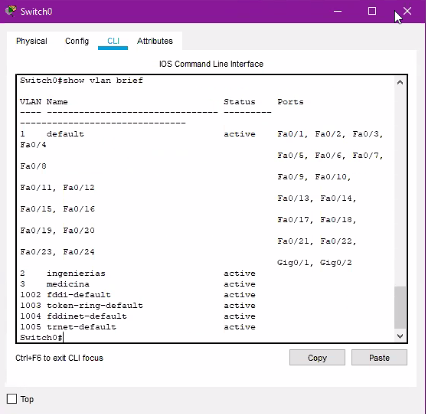 Switch0
Physical Config CLI Attributes
IOS Command Line Interface
Switch0#show vlan brief
VLAN Name Status Ports
---- -------------------------------- --------- -------------------------------
1 default active Fa0/1, Fa0/2, Fa0/3,
Fa0/4
Fa0/5, Fa0/6, Fa0/7,
Fa0/8
Fa0/9, Fa0/10,
Fa0/11, Fa0/12
Fa0/13, Fa0/14,
Fa0/15, Fa0/16
Fa0/17, Fa0/18,
Fa0/19, Fa0/20
Fa0/21, Fa0/22,
Fa0/23, Fa0/24
Gig0/1, Gig0/2
2 ingenierias active
3 medicina active
1002 fddi-default active
1003 token-ring-default active
1004 fddinet-default active
1005 trnet-default active
Switch0#
Ctrl+F6 to exit CLI focus
Copy Paste
Top